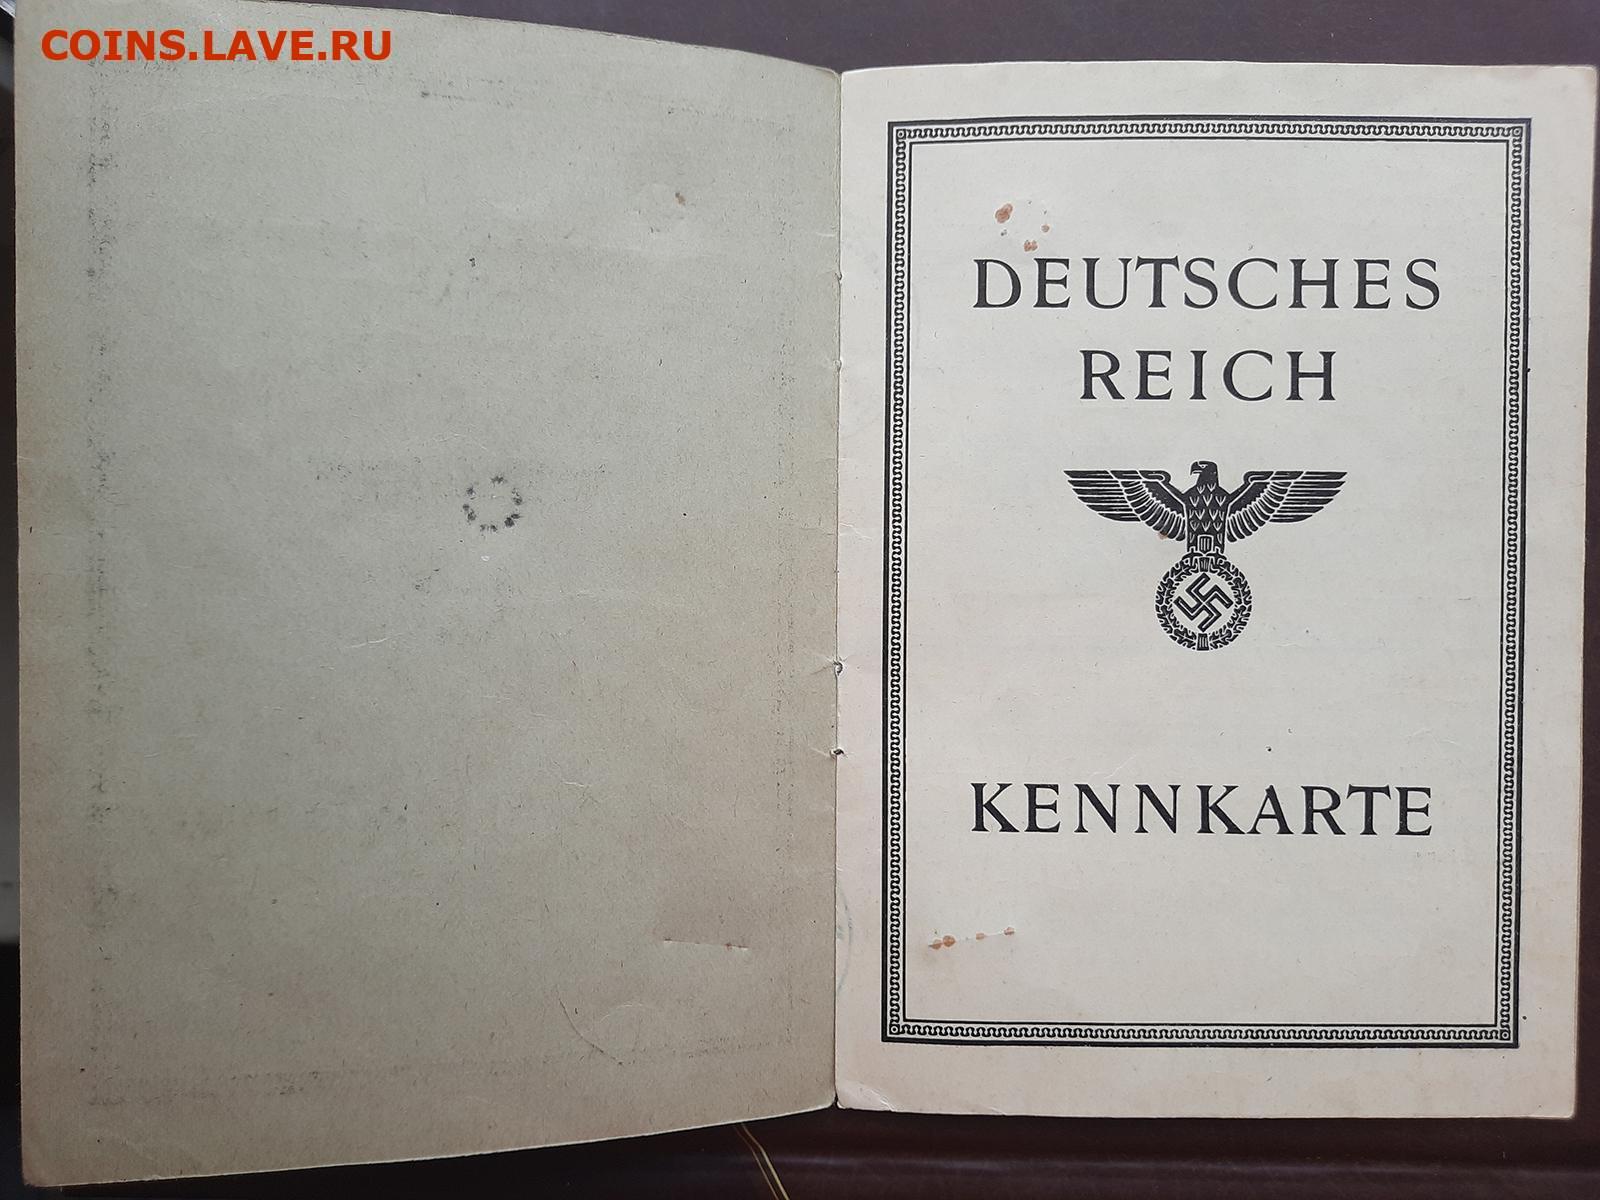 COINS.LAVE.RU
DEUTSCHES
REICH
KENNKARTE